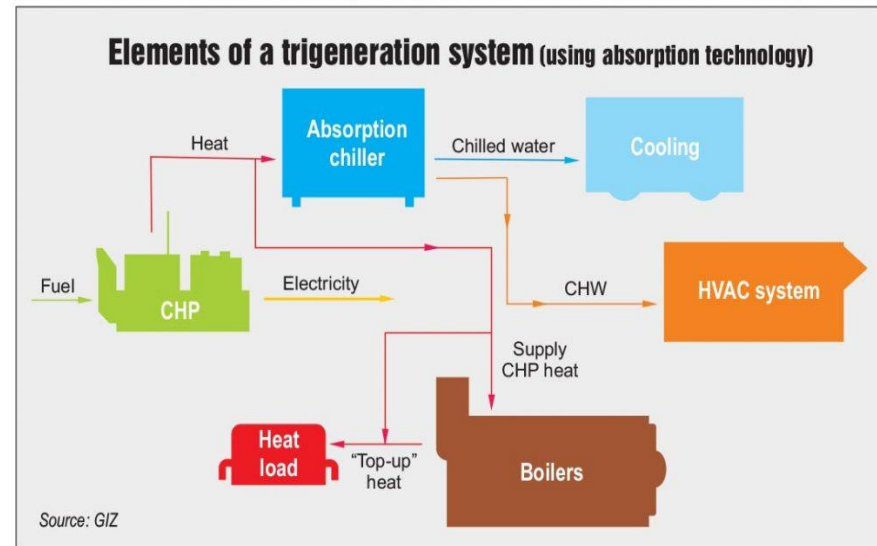 Elements of a trigeneration system (using absorption technology)
Heat
Absorption
chiller
Chilled water
Cooling
Fuel
CHP
Electricity
CHW
HVAC system
Supply
CHP heat
Heat
load
“Top-up”
heat
Boilers
Source: GIZ